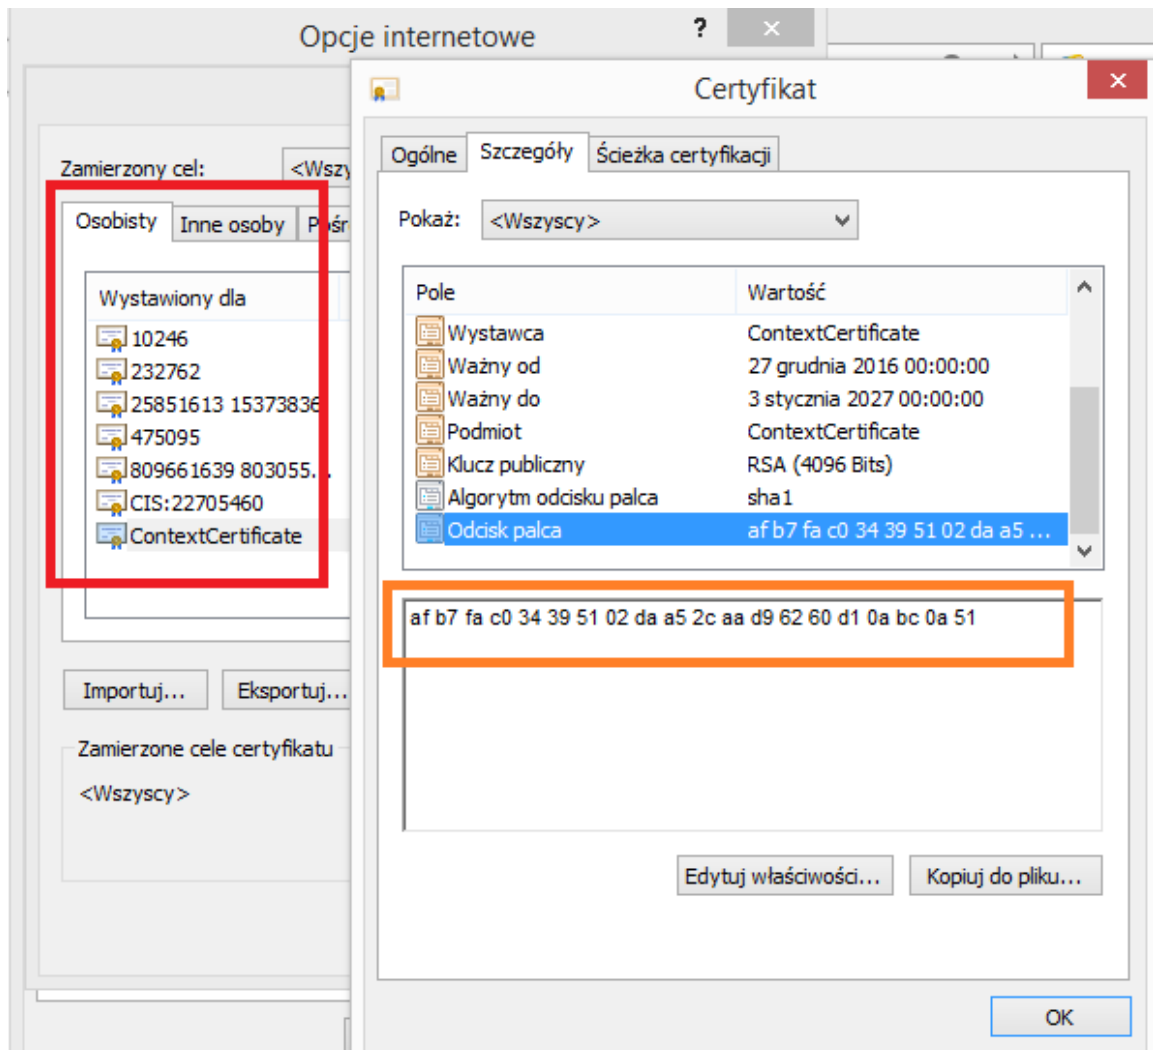 Opcje internetowe
?
Zamierzony cel:
<Wszy
Osobisty
Inne osoby
Wystawiony dla
10246
232762
25851613 15373836
475095
809661639 803055...
CIS:22705460
ContextCertificate
Importuj...
Eksportuj...
Zamierzone cele certyfikatu
<Wszyscy>
Certyfikat
Ogólne
Szczegóły
Ścieżka certyfikacji
Pokaż:
<Wszyscy>
Pole Wartość
Wystawca ContextCertificate
Ważny od 27 grudnia 2016 00:00:00
Ważny do 3 stycznia 2027 00:00:00
Podmiot ContextCertificate
Klucz publiczny RSA (4096 Bits)
Algorytm odcisku palca sha1
Odcisk palca af b7 fa c0 34 39 51 02 da a5 ...
af b7 fa c0 34 39 51 02 da a5 2c aa d9 62 60 d1 0a bc 0a 51
Edytuj właściwości...
Kopiuj do pliku...
OK